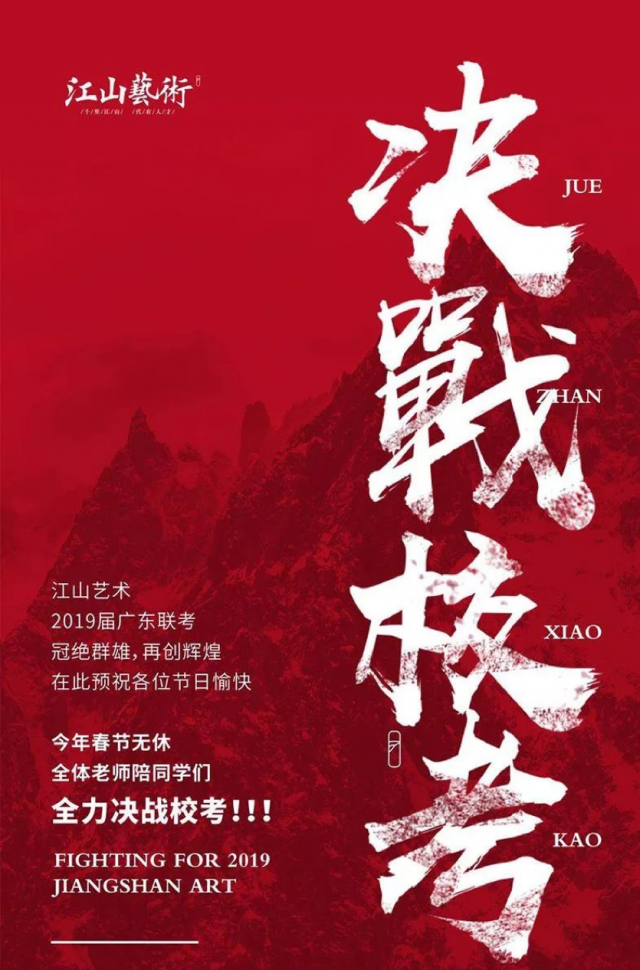 江山藝術
决戰校考
JUE
ZHAN
XIAO
KAO
江山艺术
2019届广东联考
冠绝群雄，再创辉煌
在此预祝各位节日愉快
今年春节无休
全体老师陪同学们
全力决战校考！！！
FIGHTING FOR 2019
JIANGSHAN ART